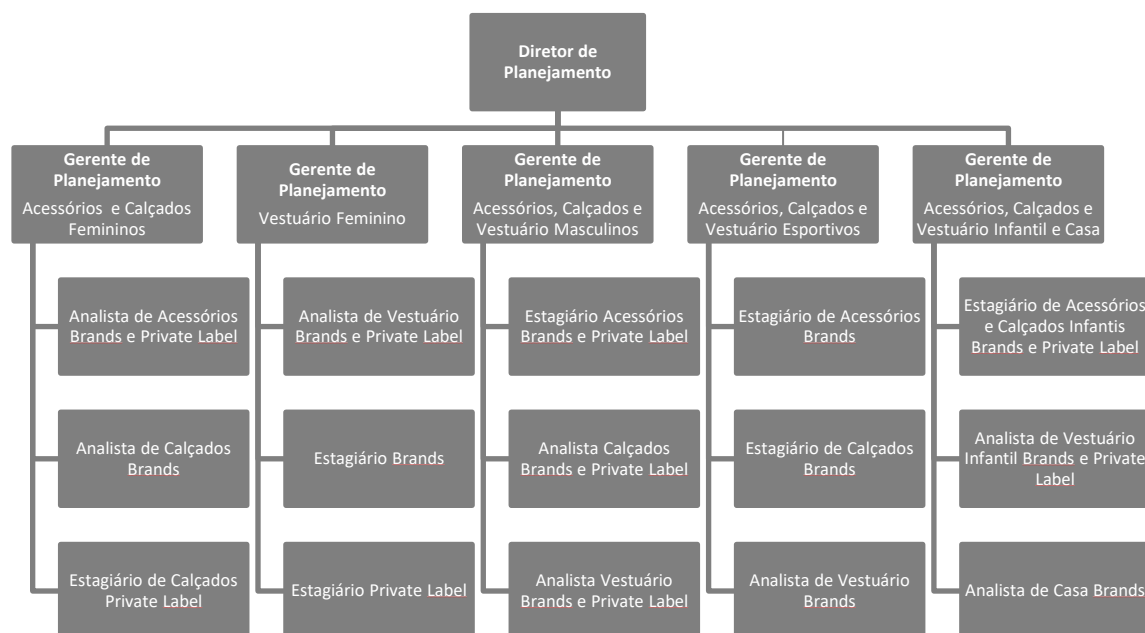 Diretor de
Planejamento
Gerente de
Planejamento
Acessórios e Calçados
Femininos
Gerente de
Planejamento
Vestuário Feminino
Gerente de
Planejamento
Acessórios, Calçados e
Vestuário Masculinos
Gerente de
Planejamento
Acessórios, Calçados e
Vestuário Esportivos
Gerente de
Planejamento
Acessórios, Calçados e
Vestuário Infantil e Casa
Analista de Acessórios
Brands e Private Label
Analista de Vestuário
Brands e Private Label
Estagiário Acessórios
Brands e Private Label
Estagiário de Acessórios
Brands
Estagiário de Acessórios
e Calçados Infantis
Brands e Private Label
Analista de Calçados
Brands
Estagiário Brands
Analista Calçados
Brands e Private Label
Estagiário de Calçados
Brands
Analista de Vestuário
Infantil Brands e Private
Label
Estagiário de Calçados
Private Label
Estagiário Private Label
Analista Vestuário
Brands e Private Label
Analista de Vestuário
Brands
Analista de Casa Brands